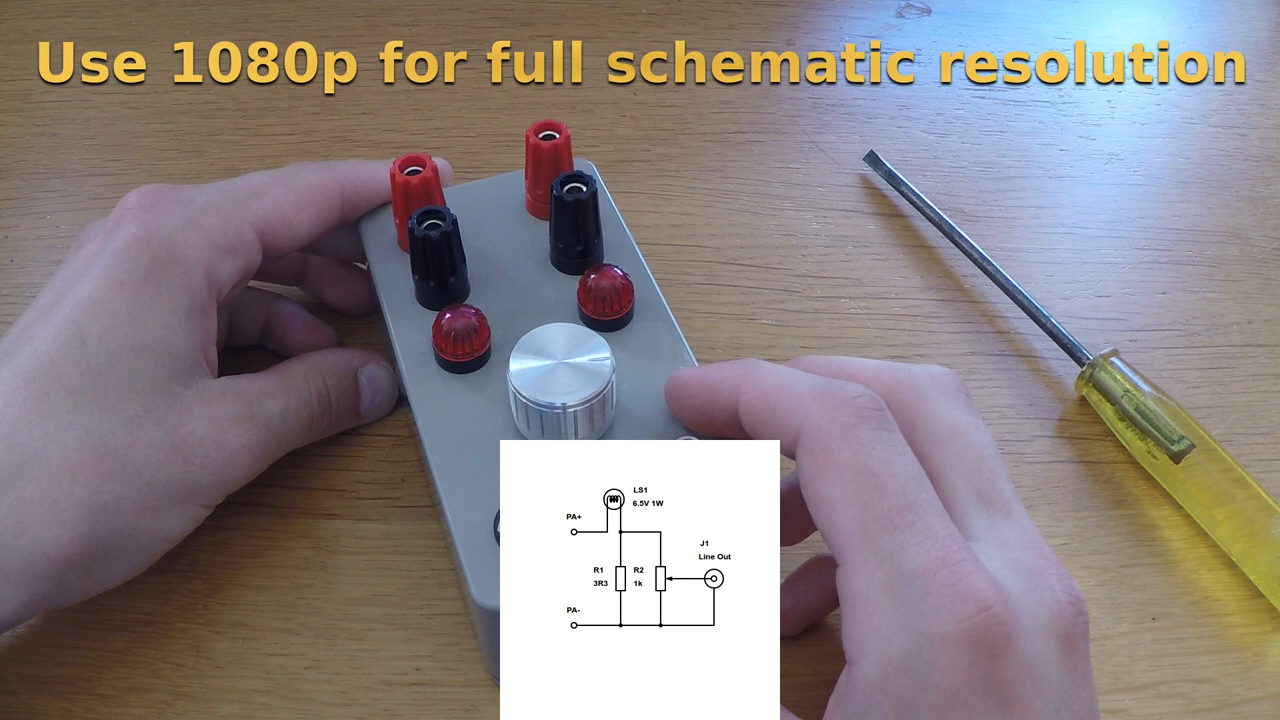 Use 1080p for full schematic resolution
LS1
6.5V 1W
PA+
J1
Line Out
R1
R2
3R3
1k
PA-